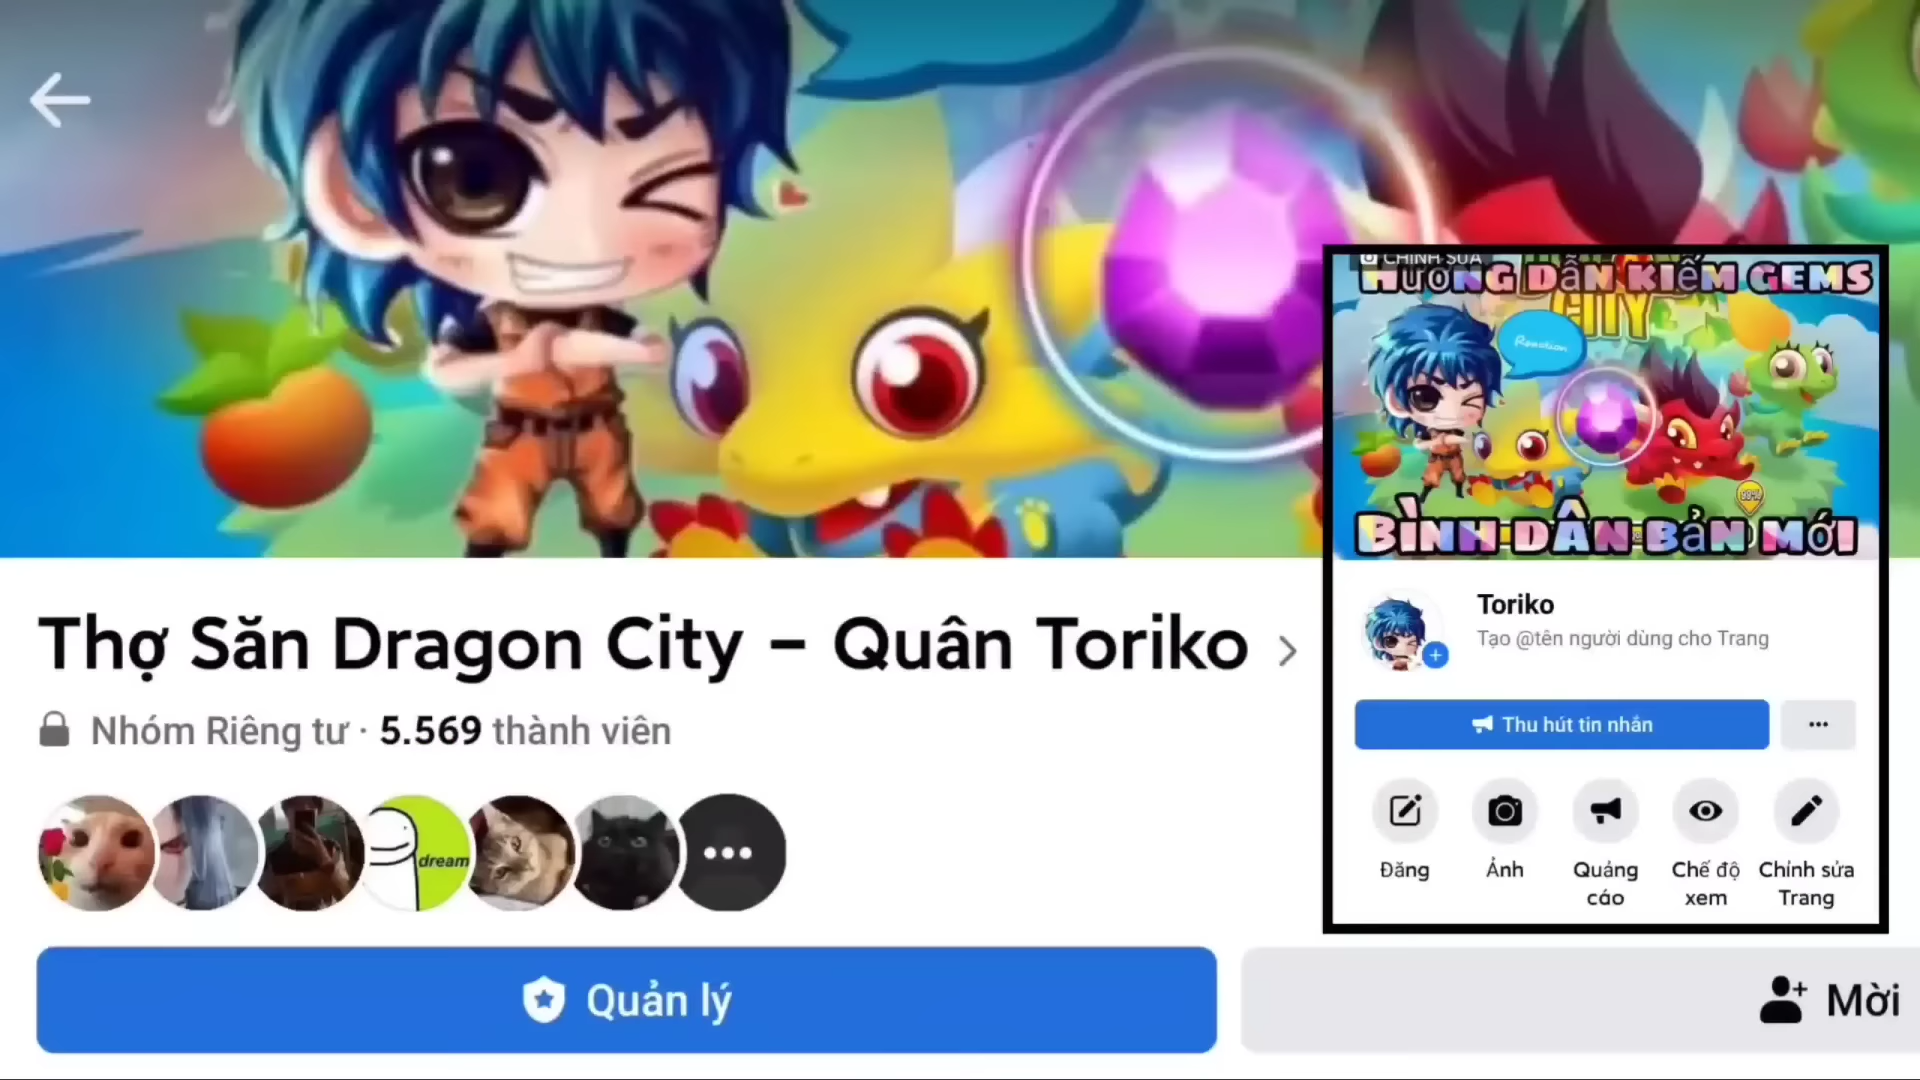 Thợ Săn Dragon City – Quân Toriko
Nhóm Riêng tư · 5.569 thành viên
dream
Quản lý
Mời
CHỈNH SỬA
HƯỚNG DẪN KIẾM GEMS
CITY
Reaction
BÌNH DÂN BẢN MỚI
Toriko
Tạo @tên người dùng cho Trang
Thu hút tin nhắn
Đăng
Ảnh
Quảng cáo
Chế độ xem
Chỉnh sửa Trang